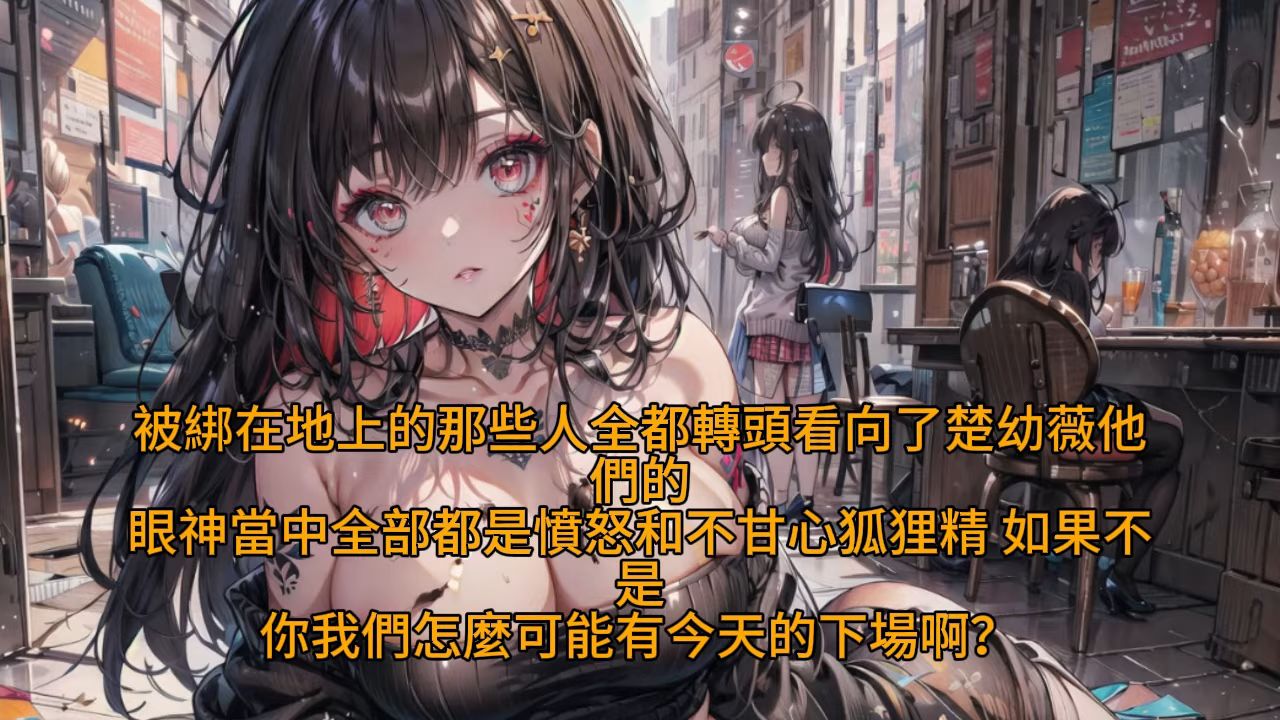 被綁在地上的那些人全都轉頭看向了楚幼薇他
們的
眼神當中全部都是憤怒和不甘心狐狸精 如果不
是
你我們怎麼可能有今天的下場啊？